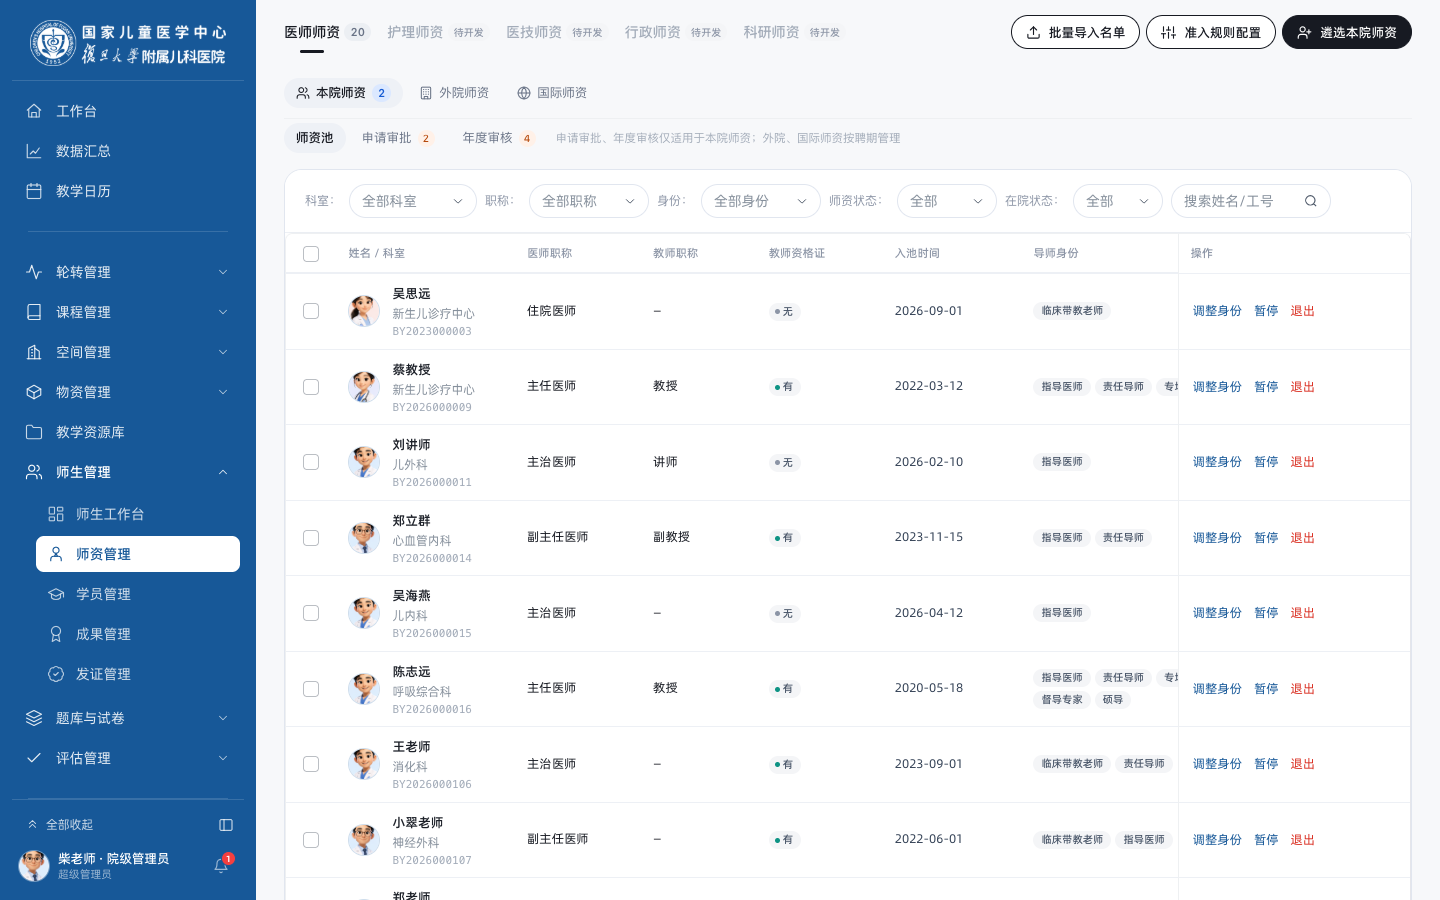 国家儿童医学中心
復旦大学 附属儿科医院
工作台
数据汇总
教学日历
轮转管理
课程管理
空间管理
物资管理
教学资源库
师生管理
师生工作台
师资管理
学员管理
成果管理
发证管理
题库与试卷
评估管理
全部收起
柴老师 · 院级管理员
超级管理员
1
医师师资 20 护理师资 待开发 医技师资 待开发 行政师资 待开发 科研师资 待开发
批量导入名单 准入规则配置 遴选本院师资
本院师资 2 外院师资 国际师资
师资池 申请审批 2 年度审核 4 申请审批、年度审核仅适用于本院师资；外院、国际师资按聘期管理
科室: 全部科室 职称: 全部职称 身份: 全部身份 师资状态: 全部 在院状态: 全部 搜索姓名/工号
姓名 / 科室 医师职称 教师职称 教师资格证 入池时间 导师身份 操作
吴思远
新生儿诊疗中心
BY2023000003
住院医师 – 无 2026-09-01 临床带教老师 调整身份 暂停 退出
蔡教授
新生儿诊疗中心
BY2026000009
主任医师 教授 有 2022-03-12 指导医师 责任导师 调整身份 暂停 退出
刘讲师
儿外科
BY2026000011
主治医师 讲师 无 2026-02-10 指导医师 调整身份 暂停 退出
郑立群
心血管内科
BY2026000014
副主任医师 副教授 有 2023-11-15 指导医师 责任导师 调整身份 暂停 退出
吴海燕
儿内科
BY2026000015
主治医师 – 无 2026-04-12 指导医师 调整身份 暂停 退出
陈志远
呼吸综合科
BY2026000016
主任医师 教授 有 2020-05-18 指导医师 责任导师 督导专家 硕导 调整身份 暂停 退出
王老师
消化科
BY2026000106
主治医师 – 有 2023-09-01 临床带教老师 责任导师 调整身份 暂停 退出
小翠老师
神经外科
BY2026000107
副主任医师 – 有 2022-06-01 临床带教老师 指导医师 调整身份 暂停 退出
郑老师